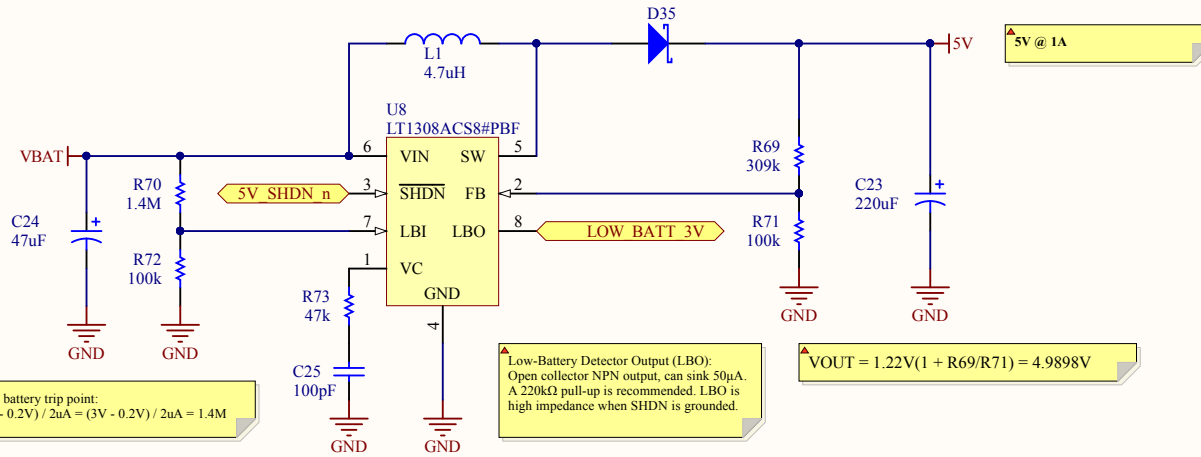 D35
L1
4.7uH
5V
5V @ 1A
U8
LT1308ACS8#PBF
VBAT
6 VIN SW 5
R70
1.4M
5V_SHDN_n
3 SHDN FB 2
R69
309k
C24
47uF
7 LBI LBO 8
LOW_BATT_3V
C23
220uF
R72
100k
R71
100k
1 VC
GND
4
R73
47k
C25
100pF
GND
GND
GND
GND
GND
GND
battery trip point:
- 0.2V) / 2uA = (3V - 0.2V) / 2uA = 1.4M
Low-Battery Detector Output (LBO):
Open collector NPN output, can sink 50µA.
A 220kΩ pull-up is recommended. LBO is
high impedance when SHDN is grounded.
VOUT = 1.22V(1 + R69/R71) = 4.9898V